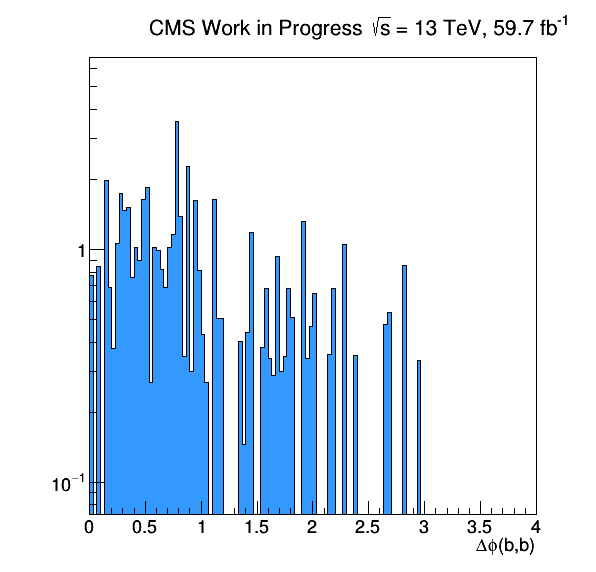 CMS Work in Progress √s = 13 TeV, 59.7 fb⁻¹
1
10⁻¹
0 0.5 1 1.5 2 2.5 3 3.5 4
Δϕ(b,b)